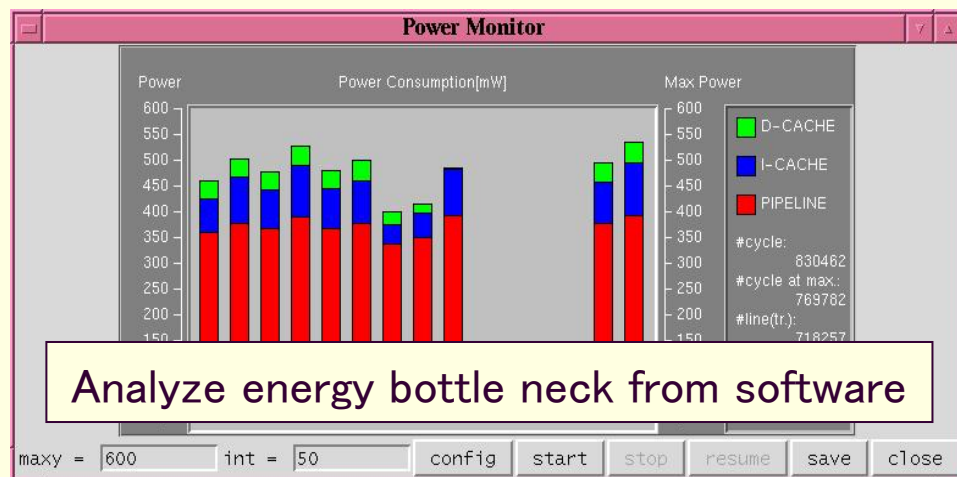 Power Monitor
Power Power Consumption[mW] Max Power
600 600
550 550
500 500
450 450
400 400
350 350
300 300
250 250
200 200
150 150
D-CACHE
I-CACHE
PIPELINE
#cycle:
830462
#cycle at max.:
769782
#line(tr.):
718257
Analyze energy bottle neck from software
maxy = 600 int = 50 config start stop resume save close